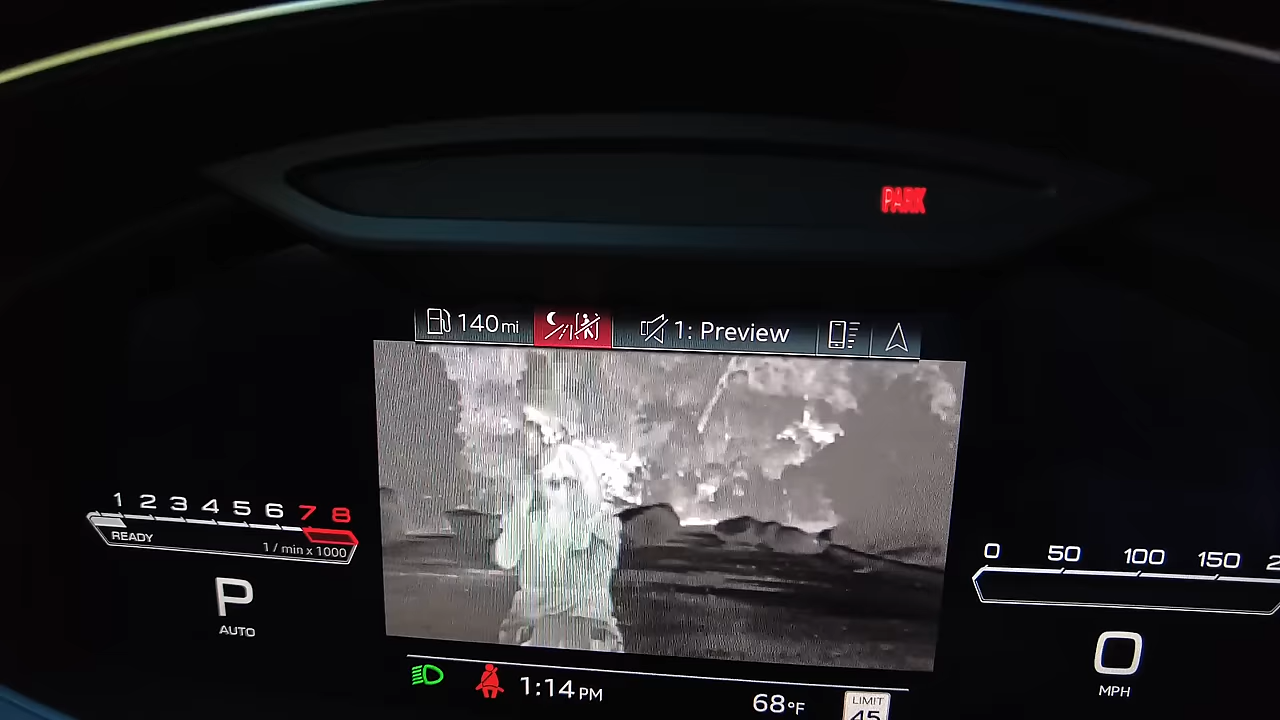 PARK
140 mi
1: Preview
1 2 3 4 5 6 7 8
READY
1 / min x 1000
P
AUTO
0 50 100 150
0
MPH
1:14 PM
68°F
LIMIT
45